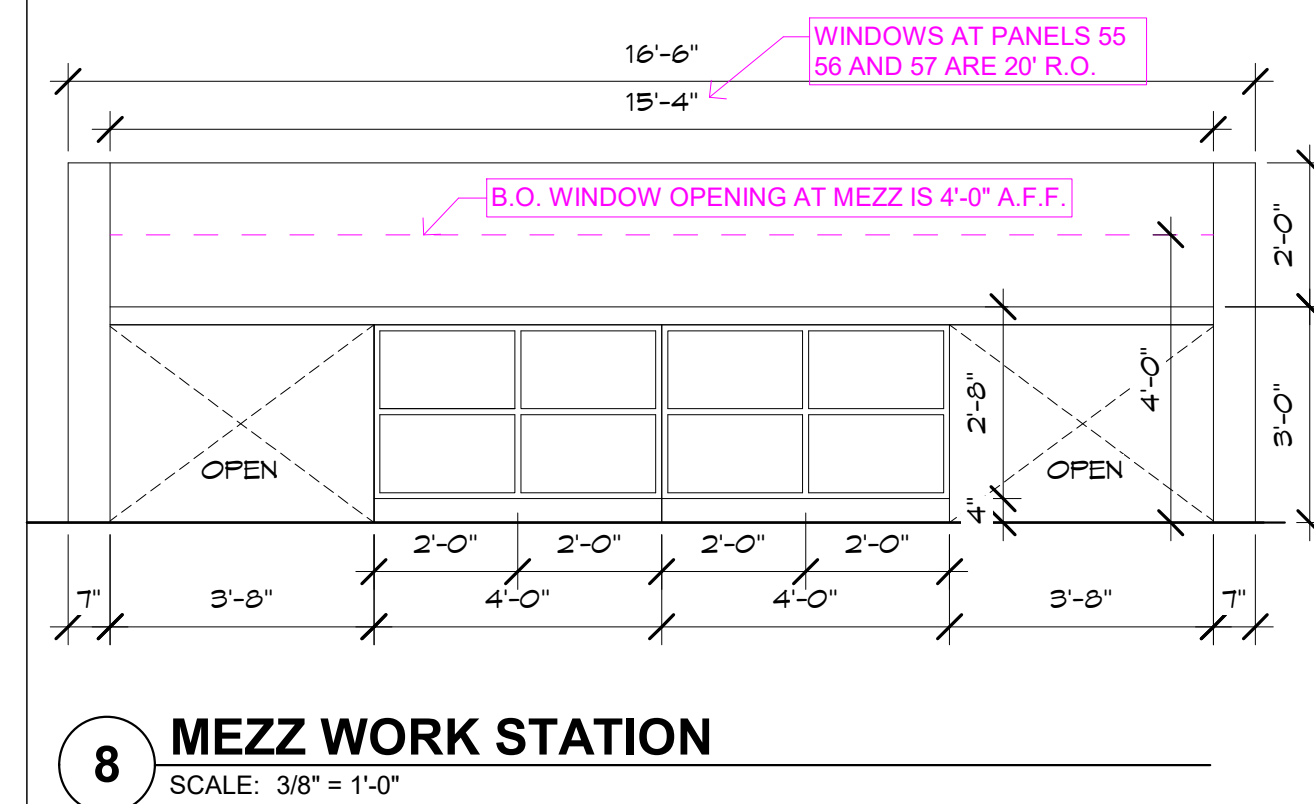 WINDOWS AT PANELS 55
56 AND 57 ARE 20' R.O.
16'-6"
15'-4"
B.O. WINDOW OPENING AT MEZZ IS 4'-0" A.F.F.
2'-0"
2'-8"
4'-0"
3'-0"
OPEN
OPEN
4"
2'-0" 2'-0" 2'-0" 2'-0"
7" 3'-8" 4'-0" 4'-0" 3'-8" 7"
8 MEZZ WORK STATION
SCALE: 3/8" = 1'-0"